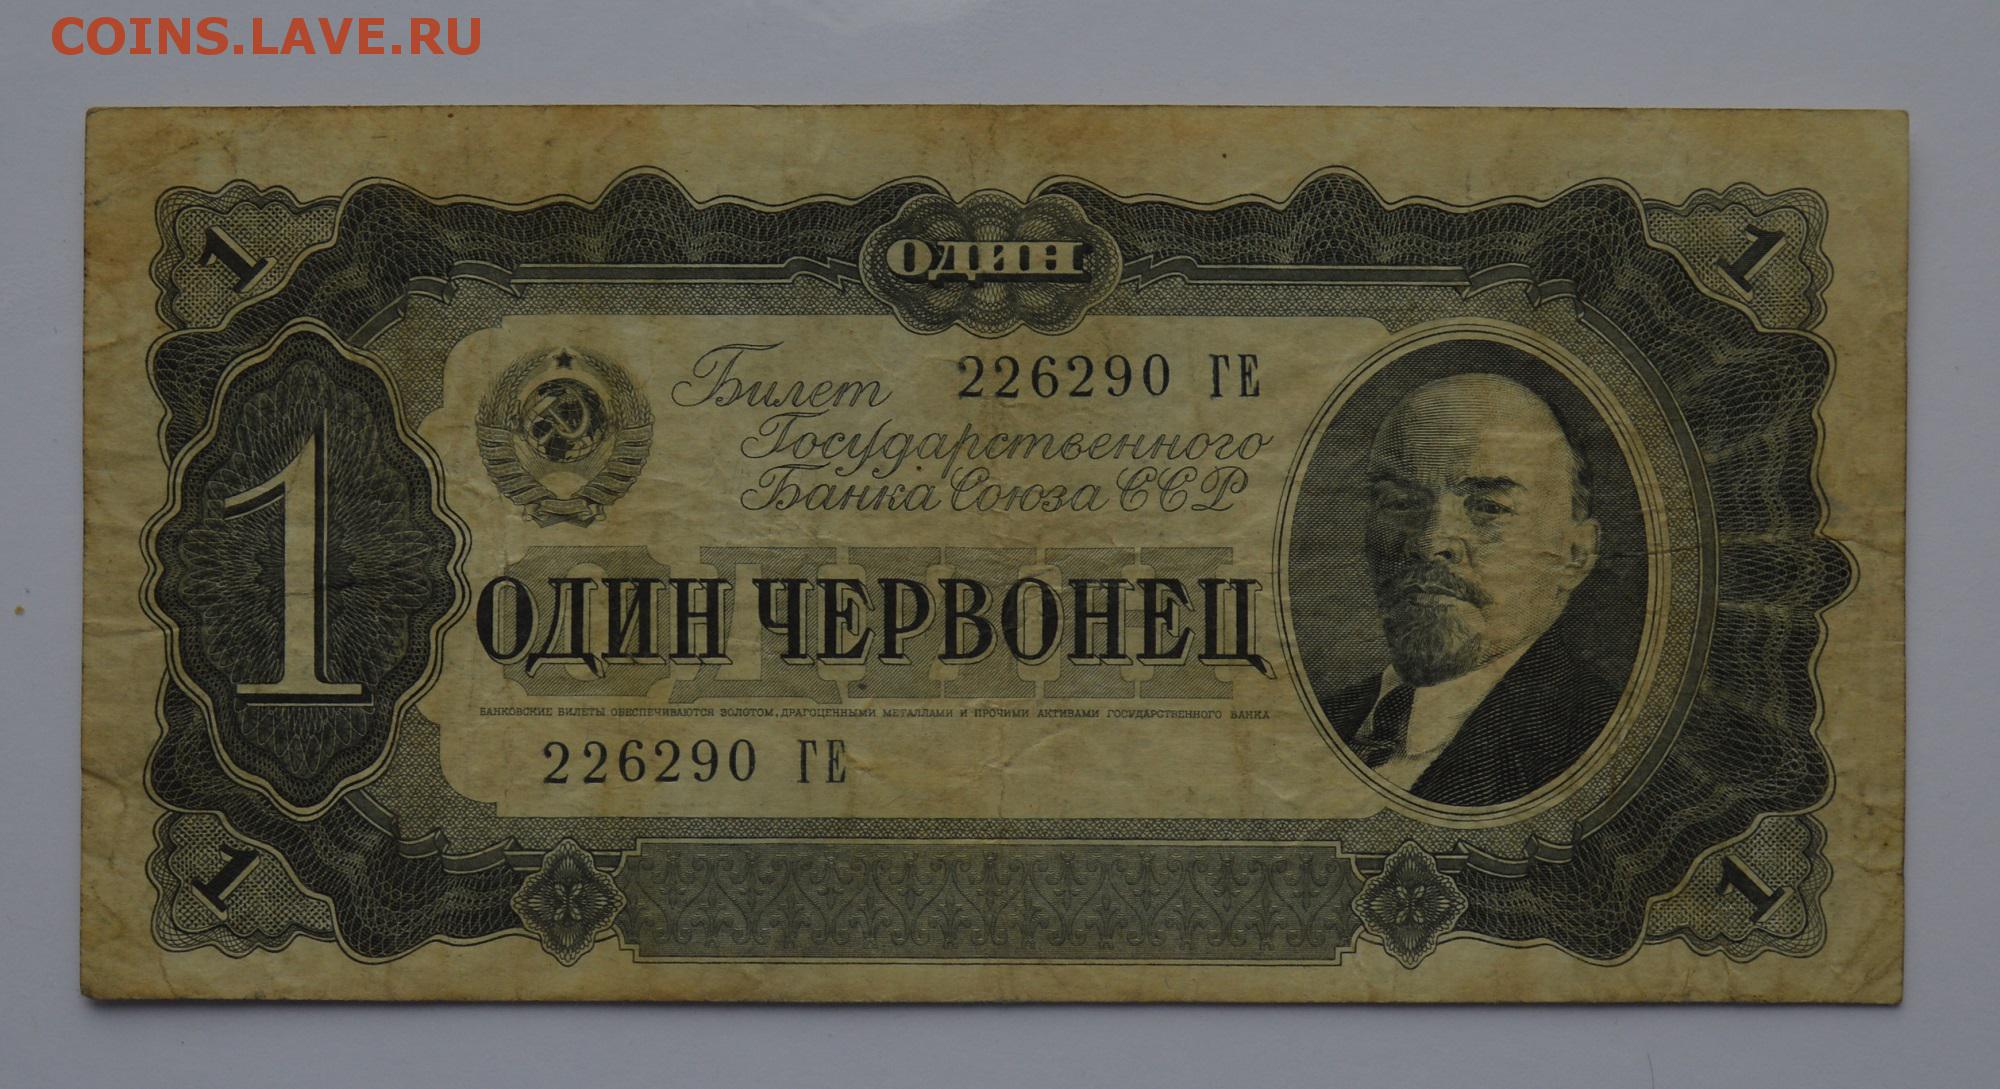 COINS.LAVE.RU
1 ОДИН 1
Билет 226290 ГЕ
Государственного
Банка Союза ССР
1
ОДИН
ОДИН ЧЕРВОНЕЦ
БАНКОВСКИЕ БИЛЕТЫ ОБЕСПЕЧИВАЮТСЯ ЗОЛОТОМ, ДРАГОЦЕННЫМИ МЕТАЛЛАМИ И ПРОЧИМИ АКТИВАМИ ГОСУДАРСТВЕННОГО БАНКА
226290 ГЕ
1 1